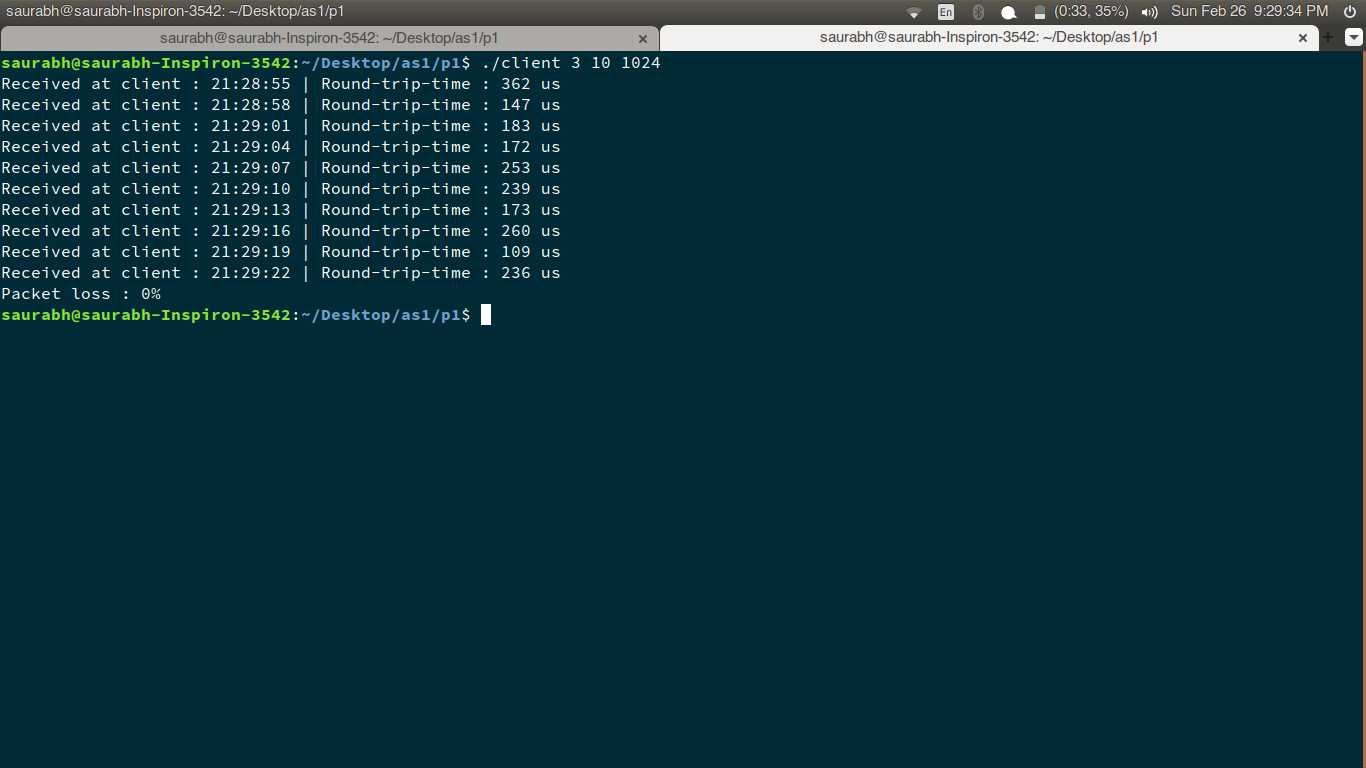 saurabh@saurabh-Inspiron-3542: ~/Desktop/as1/p1 En (0:33, 35%) Sun Feb 26 9:29:34 PM
saurabh@saurabh-Inspiron-3542: ~/Desktop/as1/p1 × saurabh@saurabh-Inspiron-3542: ~/Desktop/as1/p1 × +
saurabh@saurabh-Inspiron-3542:~/Desktop/as1/p1$ ./client 3 10 1024
Received at client : 21:28:55 | Round-trip-time : 362 us
Received at client : 21:28:58 | Round-trip-time : 147 us
Received at client : 21:29:01 | Round-trip-time : 183 us
Received at client : 21:29:04 | Round-trip-time : 172 us
Received at client : 21:29:07 | Round-trip-time : 253 us
Received at client : 21:29:10 | Round-trip-time : 239 us
Received at client : 21:29:13 | Round-trip-time : 173 us
Received at client : 21:29:16 | Round-trip-time : 260 us
Received at client : 21:29:19 | Round-trip-time : 109 us
Received at client : 21:29:22 | Round-trip-time : 236 us
Packet loss : 0%
saurabh@saurabh-Inspiron-3542:~/Desktop/as1/p1$